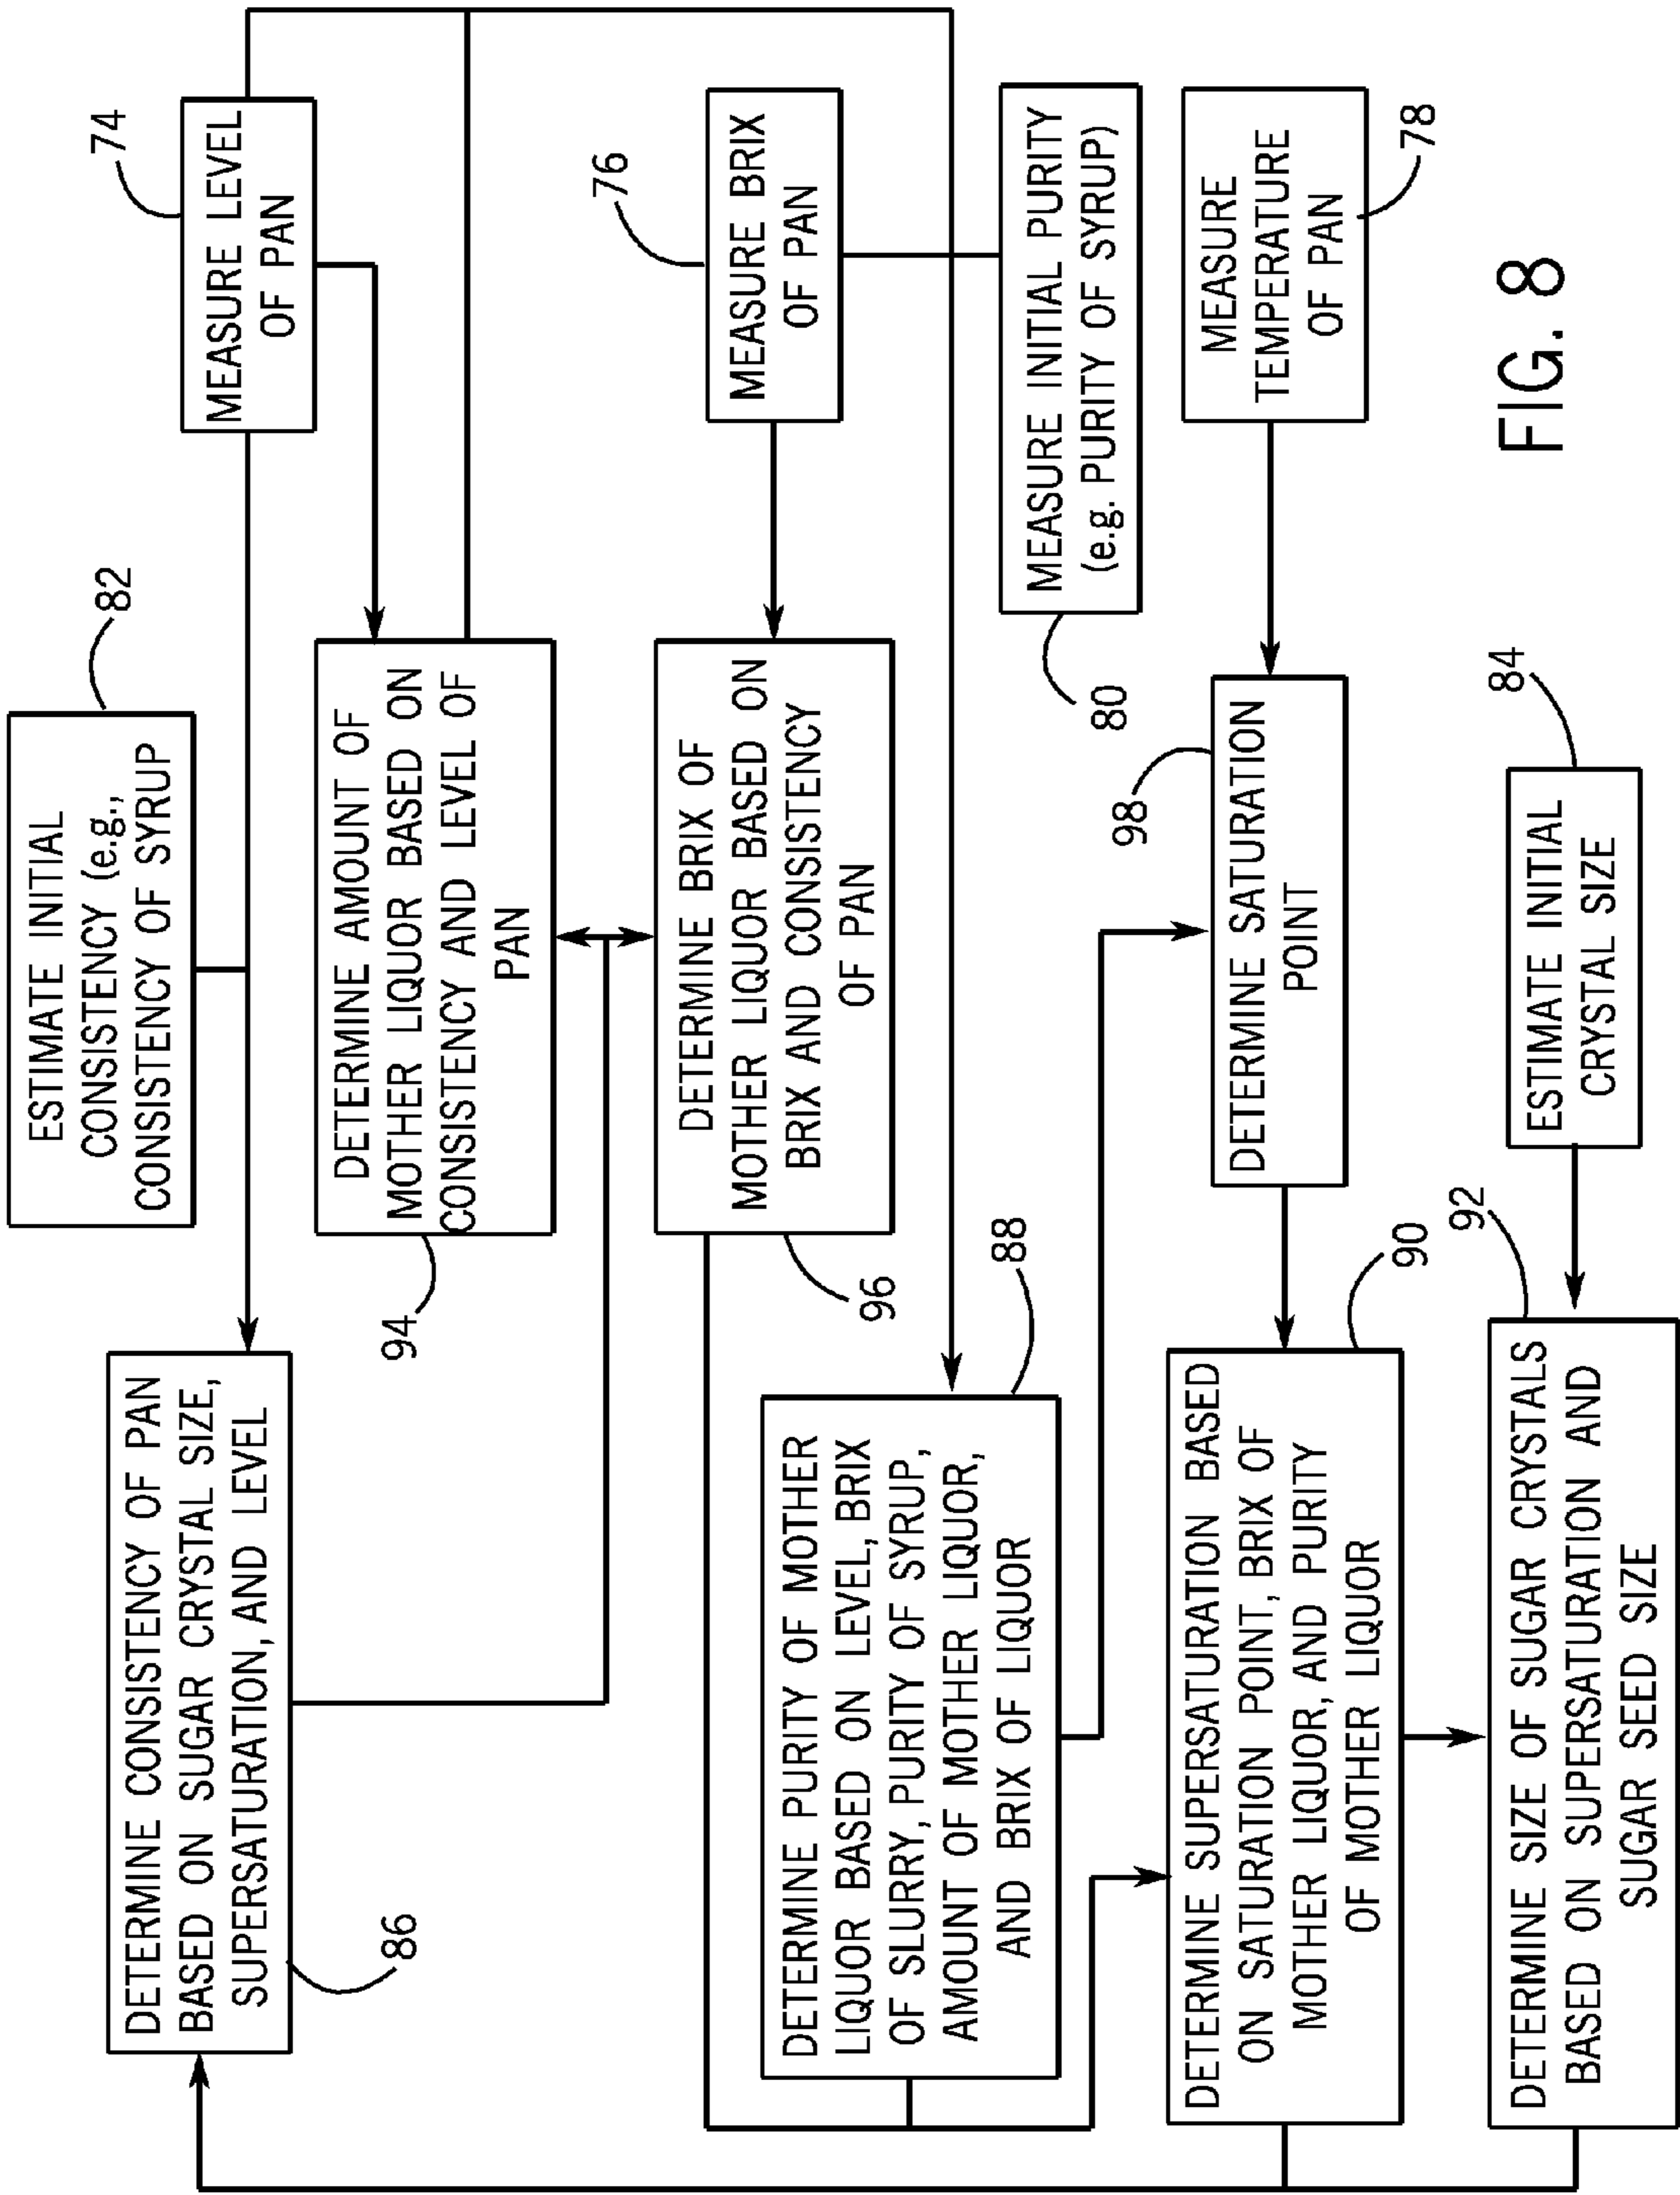 82
ESTIMATE INITIAL
CONSISTENCY (e.g.,
CONSISTENCY OF SYRUP
74
MEASURE LEVEL
OF PAN
DETERMINE CONSISTENCY OF PAN
BASED ON SUGAR CRYSTAL SIZE,
SUPERSATURATION, AND LEVEL
86
DETERMINE AMOUNT OF
MOTHER LIQUOR BASED ON
CONSISTENCY AND LEVEL OF
PAN
94
76
MEASURE BRIX
OF PAN
DETERMINE BRIX OF
MOTHER LIQUOR BASED ON
BRIX AND CONSISTENCY
OF PAN
96
DETERMINE PURITY OF MOTHER
LIQUOR BASED ON LEVEL, BRIX
OF SLURRY, PURITY OF SYRUP,
AMOUNT OF MOTHER LIQUOR,
AND BRIX OF LIQUOR
88
MEASURE INITIAL PURITY
(e.g. PURITY OF SYRUP)
80
98
DETERMINE SATURATION
POINT
MEASURE
TEMPERATURE
OF PAN
78
DETERMINE SUPERSATURATION BASED
ON SATURATION POINT, BRIX OF
MOTHER LIQUOR, AND PURITY
OF MOTHER LIQUOR
90
92
DETERMINE SIZE OF SUGAR CRYSTALS
BASED ON SUPERSATURATION AND
SUGAR SEED SIZE
84
ESTIMATE INITIAL
CRYSTAL SIZE
FIG. 8